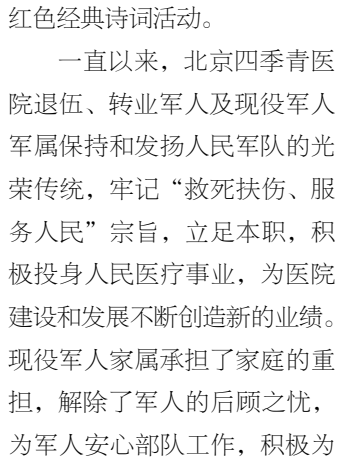 红色经典诗词活动。
一直以来，北京四季青医
院退伍、转业军人及现役军人
军属保持和发扬人民军队的光
荣传统，牢记“救死扶伤、服
务人民”宗旨，立足本职，积
极投身人民医疗事业，为医院
建设和发展不断创造新的业绩。
现役军人家属承担了家庭的重
担，解除了军人的后顾之忧，
为军人安心部队工作，积极为